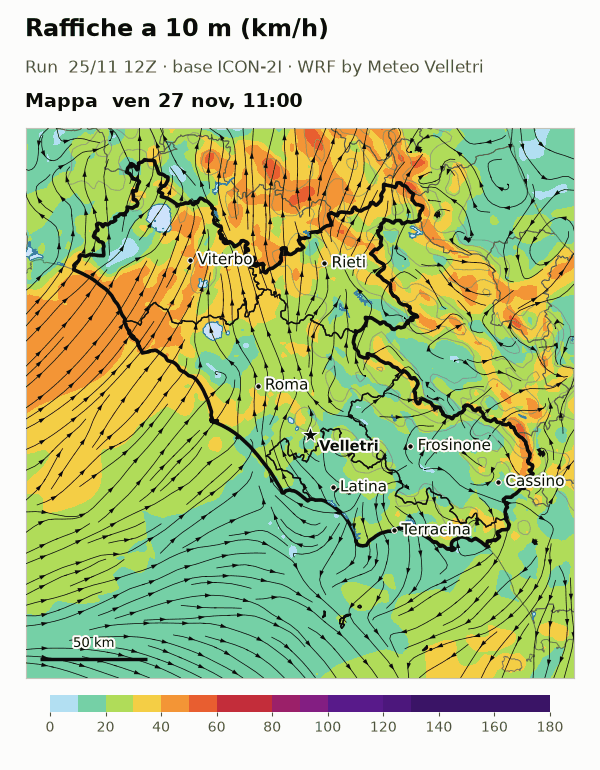 Raffiche a 10 m (km/h)
Run 25/11 12Z · base ICON-2I · WRF by Meteo Velletri
Mappa ven 27 nov, 11:00
Viterbo
Rieti
Roma
Velletri
Frosinone
Latina
Cassino
Terracina
50 km
0 20 40 60 80 100 120 140 160 180